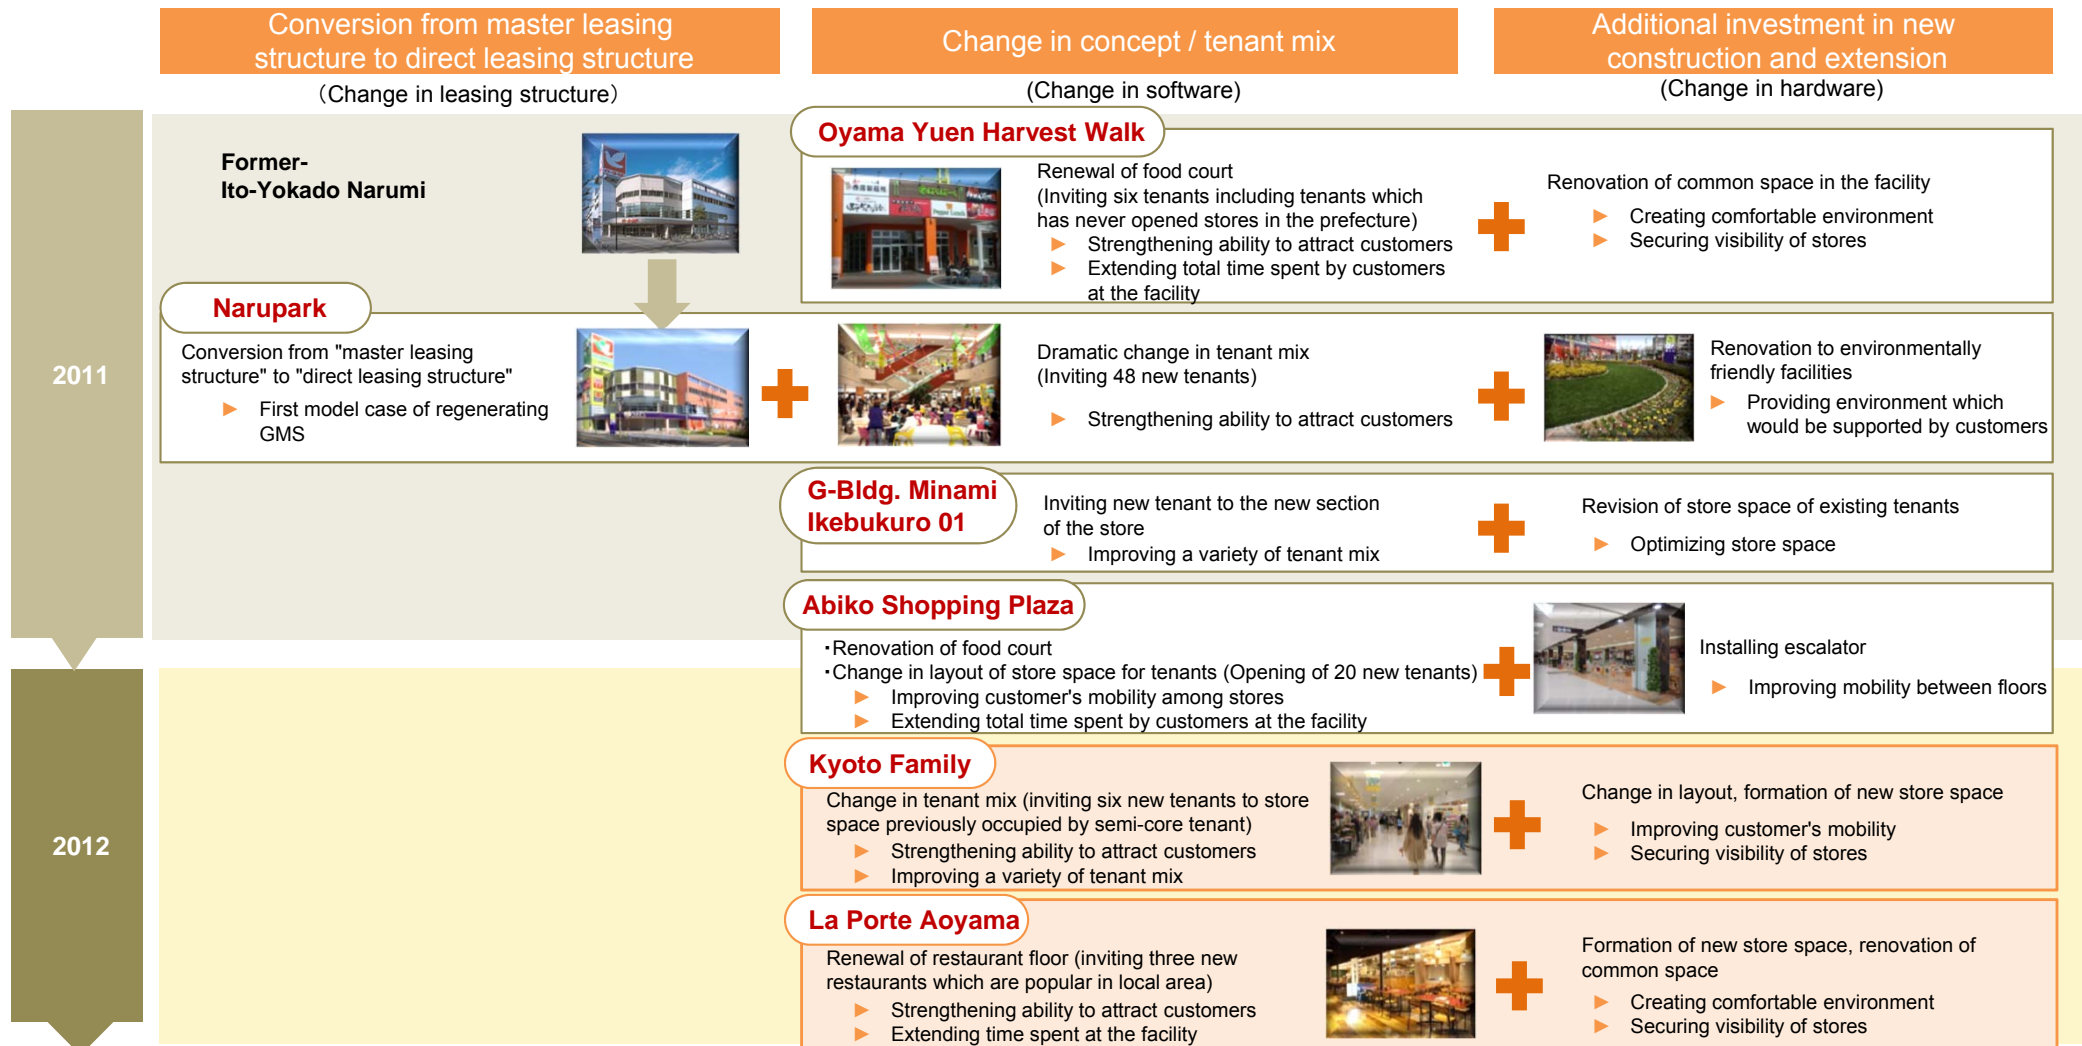 Conversion from master leasing
structure to direct leasing structure
(Change in leasing structure)
Change in concept / tenant mix
(Change in software)
Additional investment in new
construction and extension
(Change in hardware)
2011
Former-
Ito-Yokado Narumi
Oyama Yuen Harvest Walk
Renewal of food court
(Inviting six tenants including tenants which
has never opened stores in the prefecture)
► Strengthening ability to attract customers
► Extending total time spent by customers
at the facility
Renovation of common space in the facility
► Creating comfortable environment
► Securing visibility of stores
Narupark
Conversion from "master leasing
structure" to "direct leasing structure"
► First model case of regenerating
GMS
Dramatic change in tenant mix
(Inviting 48 new tenants)
► Strengthening ability to attract customers
Renovation to environmentally
friendly facilities
► Providing environment which
would be supported by customers
G-Bldg. Minami
Ikebukuro 01
Inviting new tenant to the new section
of the store
► Improving a variety of tenant mix
Revision of store space of existing tenants
► Optimizing store space
Abiko Shopping Plaza
・Renovation of food court
・Change in layout of store space for tenants (Opening of 20 new tenants)
► Improving customer's mobility among stores
► Extending total time spent by customers at the facility
Installing escalator
► Improving mobility between floors
2012
Kyoto Family
Change in tenant mix (inviting six new tenants to store
space previously occupied by semi-core tenant)
► Strengthening ability to attract customers
► Improving a variety of tenant mix
Change in layout, formation of new store space
► Improving customer's mobility
► Securing visibility of stores
La Porte Aoyama
Renewal of restaurant floor (inviting three new
restaurants which are popular in local area)
► Strengthening ability to attract customers
► Extending time spent at the facility
Formation of new store space, renovation of
common space
► Creating comfortable environment
► Securing visibility of stores